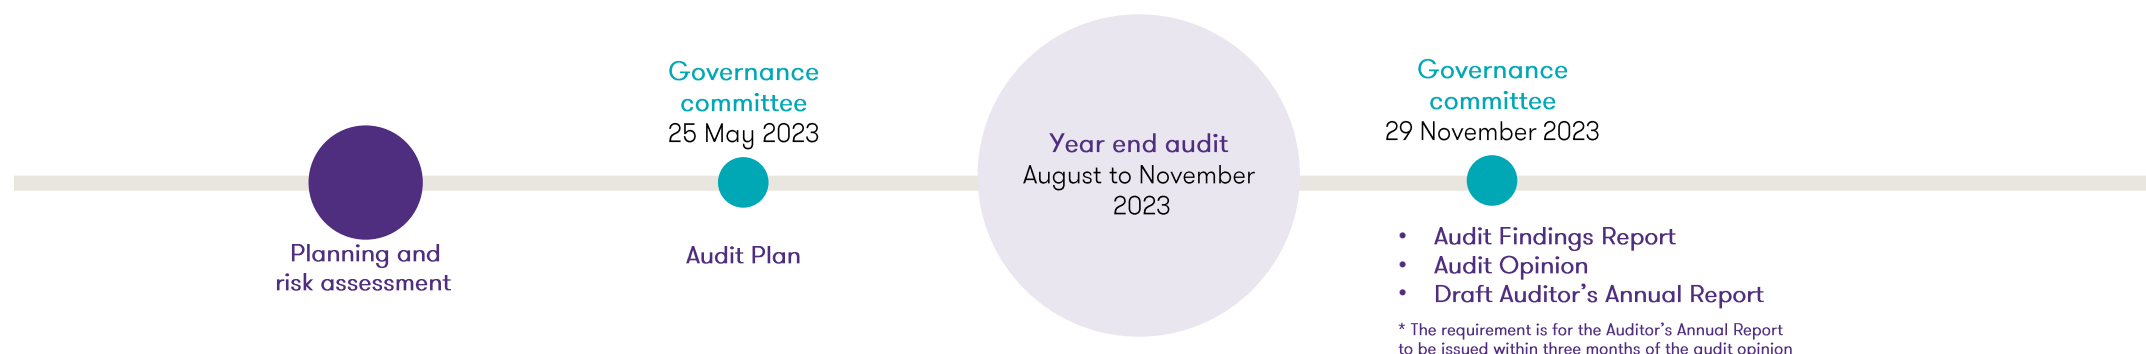 Planning and
risk assessment
Governance
committee
25 May 2023
Audit Plan
Year end audit
August to November
2023
Governance
committee
29 November 2023
• Audit Findings Report
• Audit Opinion
• Draft Auditor’s Annual Report
* The requirement is for the Auditor’s Annual Report
to be issued within three months of the audit opinion